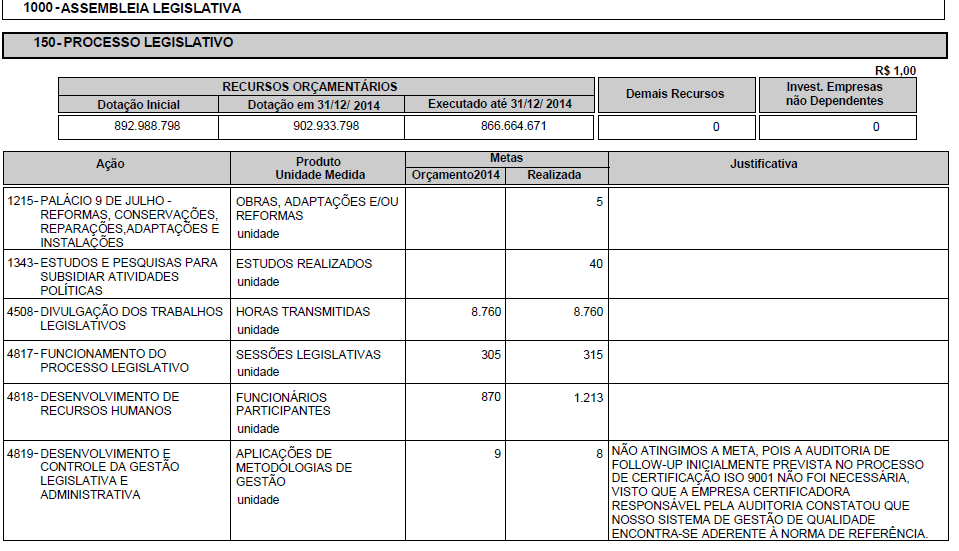 1000 - ASSEMBLEIA LEGISLATIVA
150 - PROCESSO LEGISLATIVO
R$ 1,00
RECURSOS ORÇAMENTÁRIOS
Demais Recursos
Invest. Empresas
não Dependentes
Dotação Inicial
Dotação em 31/12/ 2014
Executado até 31/12/ 2014
892.988.798
902.933.798
866.664.671
0
0
Ação
Produto
Unidade Medida
Metas
Orçamento2014
Realizada
Justificativa
1215- PALÁCIO 9 DE JULHO -
REFORMAS, CONSERVAÇÕES,
REPARAÇÕES,ADAPTAÇÕES E
INSTALAÇÕES
OBRAS, ADAPTAÇÕES E/OU
REFORMAS
unidade
5
1343- ESTUDOS E PESQUISAS PARA
SUBSIDIAR ATIVIDADES
POLÍTICAS
ESTUDOS REALIZADOS
unidade
40
4508- DIVULGAÇÃO DOS TRABALHOS
LEGISLATIVOS
HORAS TRANSMITIDAS
unidade
8.760
8.760
4817- FUNCIONAMENTO DO
PROCESSO LEGISLATIVO
SESSÕES LEGISLATIVAS
unidade
305
315
4818- DESENVOLVIMENTO DE
RECURSOS HUMANOS
FUNCIONÁRIOS
PARTICIPANTES
unidade
870
1.213
4819- DESENVOLVIMENTO E
CONTROLE DA GESTÃO
LEGISLATIVA E
ADMINISTRATIVA
APLICAÇÕES DE
METODOLOGIAS DE
GESTÃO
unidade
9
8
NÃO ATINGIMOS A META, POIS A AUDITORIA DE
FOLLOW-UP INICIALMENTE PREVISTA NO PROCESSO
DE CERTIFICAÇÃO ISO 9001 NÃO FOI NECESSÁRIA,
VISTO QUE A EMPRESA CERTIFICADORA
RESPONSÁVEL PELA AUDITORIA CONSTATOU QUE
NOSSO SISTEMA DE GESTÃO DE QUALIDADE
ENCONTRA-SE ADERENTE À NORMA DE REFERÊNCIA.